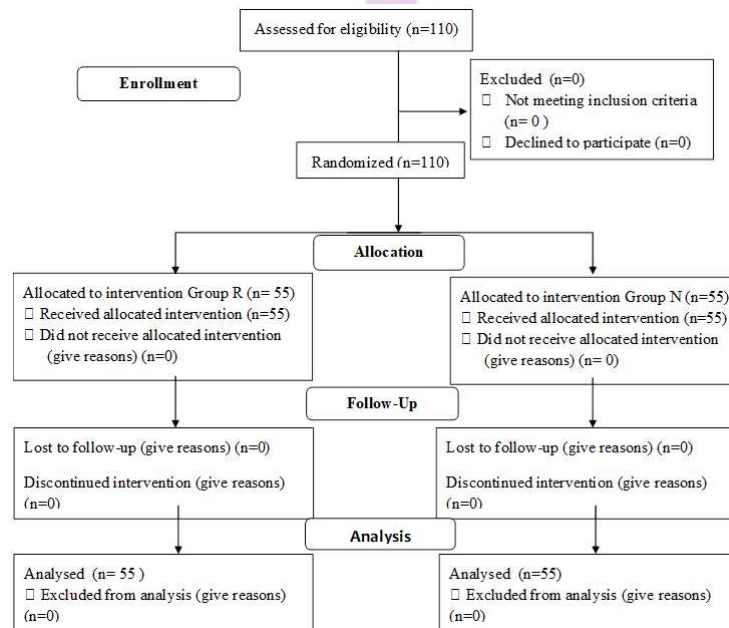 Assessed for eligibility (n=110)
Enrollment
Excluded (n=0)
□ Not meeting inclusion criteria
(n= 0 )
□ Declined to participate (n=0)
Randomized (n=110)
Allocation
Allocated to intervention Group R (n= 55)
□ Received allocated intervention (n=55)
□ Did not receive allocated intervention
(give reasons) (n=0)
Allocated to intervention Group N (n=55)
□ Received allocated intervention (n=55)
□ Did not receive allocated intervention
(give reasons) (n= 0)
Follow-Up
Lost to follow-up (give reasons) (n=0)
Discontinued intervention (give reasons)
(n=0)
Lost to follow-up (give reasons) (n=0)
Discontinued intervention (give reasons)
(n=0)
Analysis
Analysed (n= 55 )
□ Excluded from analysis (give reasons)
(n=0)
Analysed (n=55)
□ Excluded from analysis (give reasons)
(n=0)